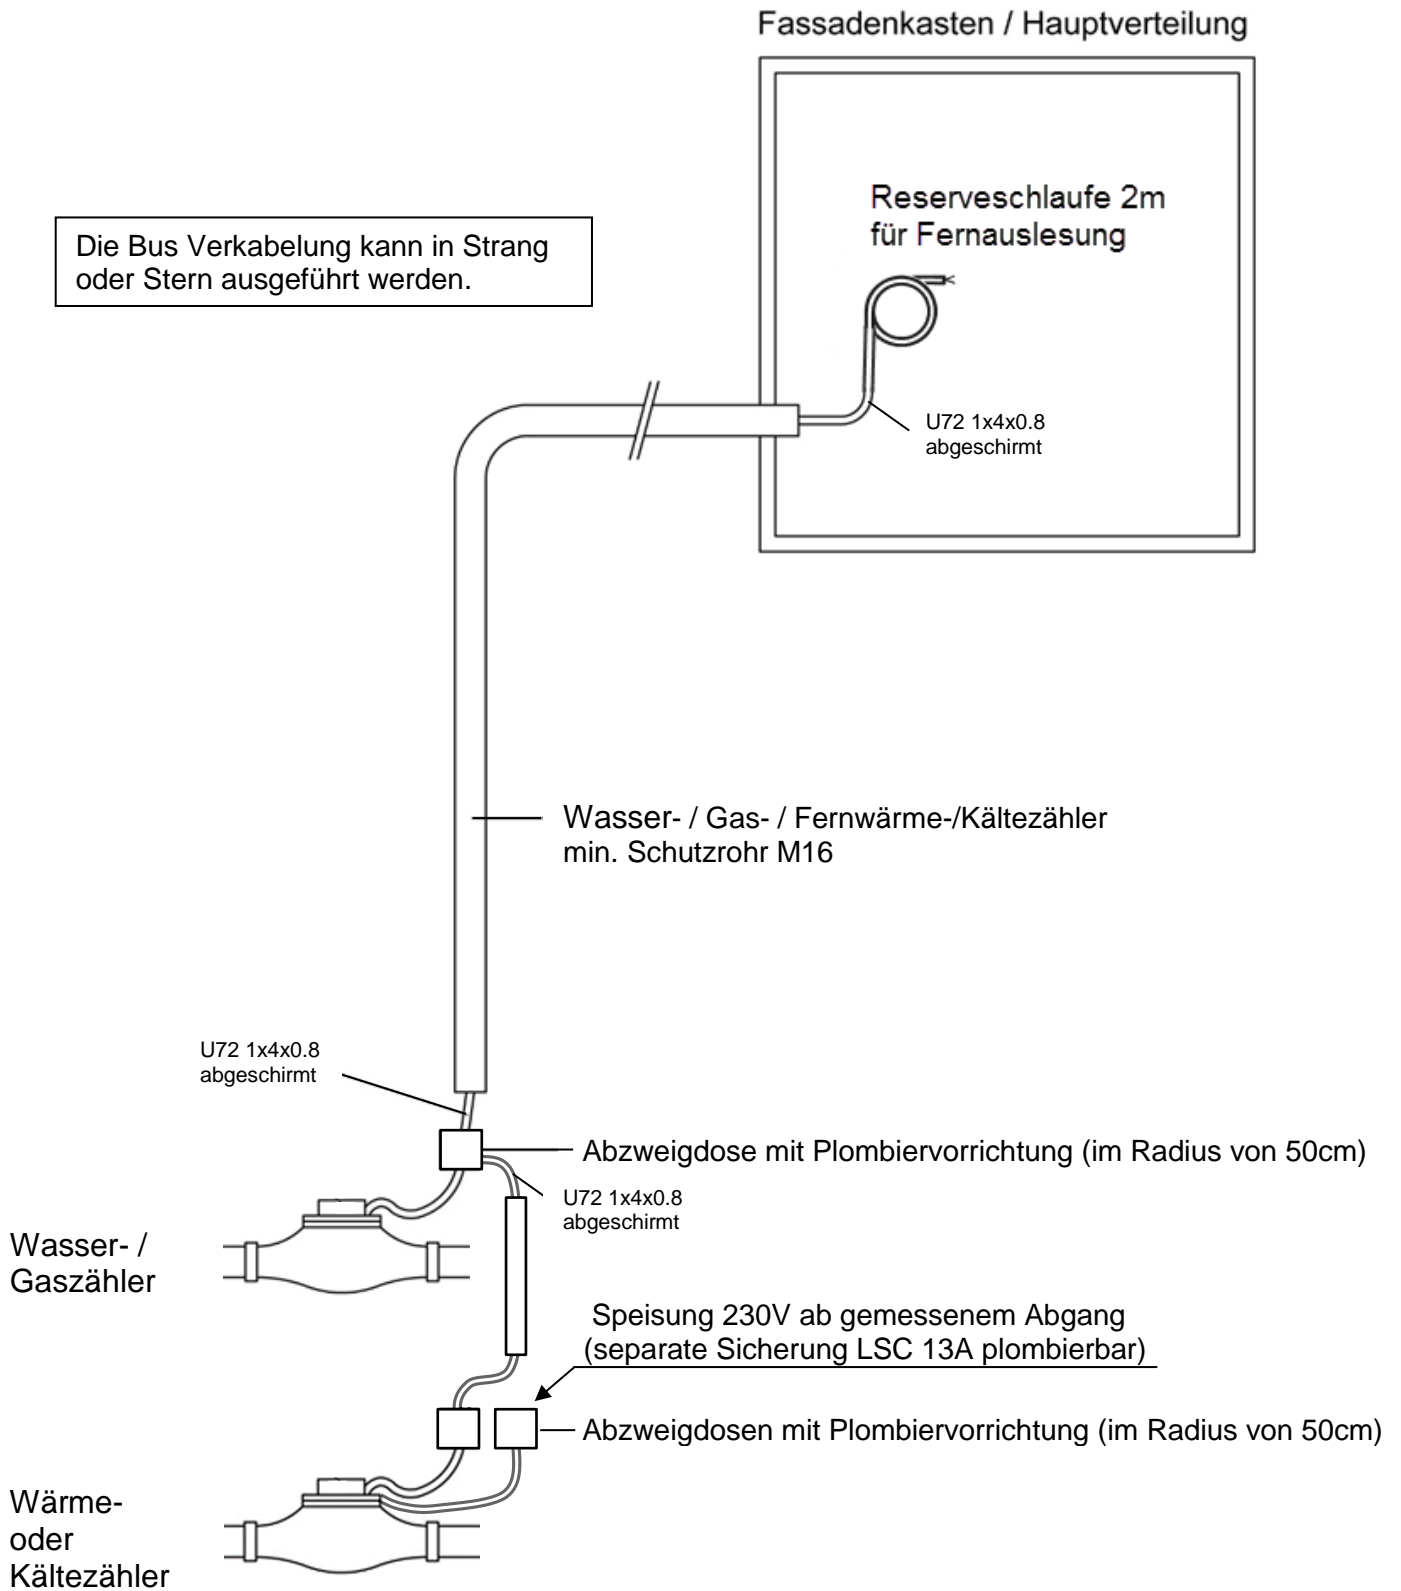 Fassadenkasten / Hauptverteilung
Reserveschlaufe 2m
für Fernauslesung
Die Bus Verkabelung kann in Strang
oder Stern ausgeführt werden.
U72 1x4x0.8
abgeschirmt
Wasser- / Gas- / Fernwärme-/Kältezähler
min. Schutzrohr M16
U72 1x4x0.8
abgeschirmt
Abzweigdose mit Plombiervorrichtung (im Radius von 50cm)
U72 1x4x0.8
abgeschirmt
Wasser- /
Gaszähler
Speisung 230V ab gemessenem Abgang
(separate Sicherung LSC 13A plombierbar)
Abzweigdosen mit Plombiervorrichtung (im Radius von 50cm)
Wärme-
oder
Kältezähler